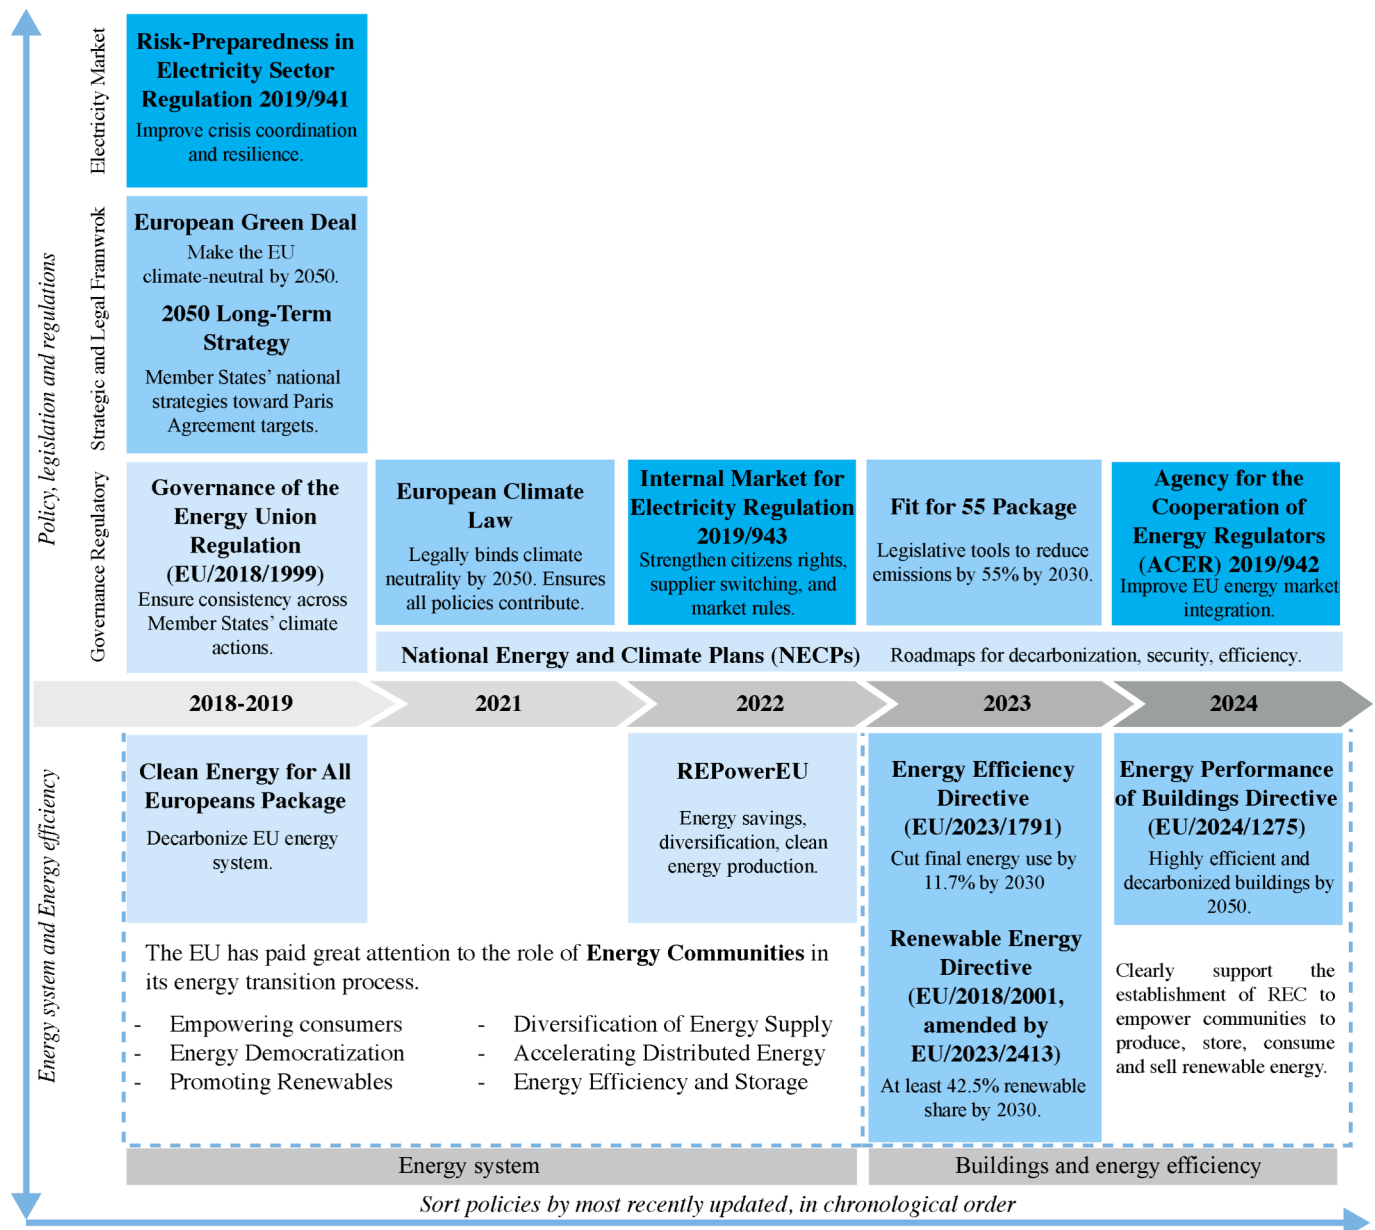 Policy, legislation and regulations
Electricity Market
Risk-Preparedness in
Electricity Sector
Regulation 2019/941
Improve crisis coordination
and resilience.
Strategic and Legal Framwrok
European Green Deal
Make the EU
climate-neutral by 2050.
2050 Long-Term
Strategy
Member States’ national
strategies toward Paris
Agreement targets.
Governance Regulatory
Governance of the
Energy Union
Regulation
(EU/2018/1999)
Ensure consistency across
Member States’ climate
actions.
European Climate
Law
Legally binds climate
neutrality by 2050. Ensures
all policies contribute.
Internal Market for
Electricity Regulation
2019/943
Strengthen citizens rights,
supplier switching, and
market rules.
Fit for 55 Package
Legislative tools to reduce
emissions by 55% by 2030.
Agency for the
Cooperation of
Energy Regulators
(ACER) 2019/942
Improve EU energy market
integration.
National Energy and Climate Plans (NECPs) Roadmaps for decarbonization, security, efficiency.
2018-2019
2021
2022
2023
2024
Energy system and Energy efficiency
Clean Energy for All
Europeans Package
Decarbonize EU energy
system.
REPowerEU
Energy savings,
diversification, clean
energy production.
Energy Efficiency
Directive
(EU/2023/1791)
Cut final energy use by
11.7% by 2030
Renewable Energy
Directive
(EU/2018/2001,
amended by
EU/2023/2413)
At least 42.5% renewable
share by 2030.
Energy Performance
of Buildings Directive
(EU/2024/1275)
Highly efficient and
decarbonized buildings by
2050.
Clearly support the
establishment of REC to
empower communities to
produce, store, consume
and sell renewable energy.
The EU has paid great attention to the role of Energy Communities in
its energy transition process.
- Empowering consumers
- Energy Democratization
- Promoting Renewables
- Diversification of Energy Supply
- Accelerating Distributed Energy
- Energy Efficiency and Storage
Energy system
Buildings and energy efficiency
Sort policies by most recently updated, in chronological order